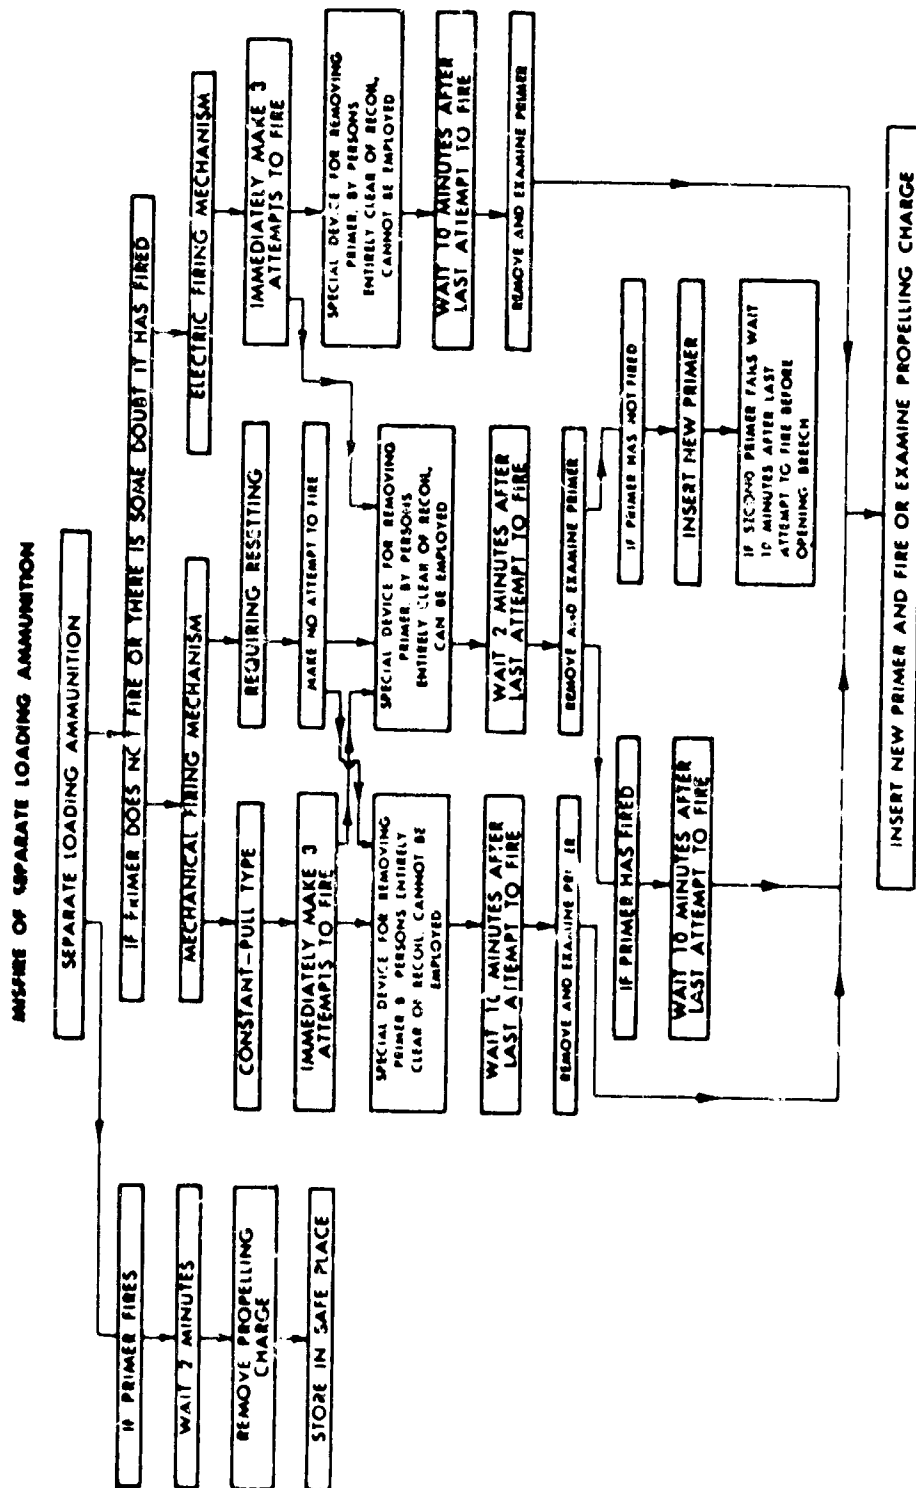 MISFIRE OF SEPARATE LOADING AMMUNITION
SEPARATE LOADING AMMUNITION
IF PRIMER FIRES
WAIT 2 MINUTES
REMOVE PROPELLING
CHARGE
STORE IN SAFE PLACE
IF PRIMER DOES NOT FIRE OR THERE IS SOME DOUBT IT HAS FIRED
MECHANICAL FIRING MECHANISM
CONSTANT-PULL TYPE
IMMEDIATELY MAKE 3
ATTEMPTS TO FIRE
SPECIAL DEVICE FOR REMOVING
PRIMER B PERSONS ENTIRELY
CLEAR OF RECOIL, CANNOT BE
EMPLOYED
WAIT 10 MINUTES AFTER
LAST ATTEMPT TO FIRE
REMOVE AND EXAMINE PRI ER
REQUIRING RESETTING
MAKE NO ATTEMPT TO FIRE
SPECIAL DEVICE FOR REMOVING
PRIMER, BY PERSONS
ENTIRELY CLEAR OF RECOIL,
CAN BE EMPLOYED
WAIT 2 MINUTES AFTER
LAST ATTEMPT TO FIRE
REMOVE AND EXAMINE PRIMER
IF PRIMER HAS FIRED
WAIT 10 MINUTES AFTER
LAST ATTEMPT TO FIRE
IF PRIMER HAS NOT FIRED
INSERT NEW PRIMER
IF SECOND PRIMER FAILS WAIT
10 MINUTES AFTER LAST
ATTEMPT TO FIRE BEFORE
OPENING BREECH
ELECTRIC FIRING MECHANISM
IMMEDIATELY MAKE 3
ATTEMPTS TO FIRE
SPECIAL DEVICE FOR REMOVING
PRIMER, BY PERSONS
ENTIRELY CLEAR OF RECOIL,
CANNOT BE EMPLOYED
WAIT 10 MINUTES AFTER
LAST ATTEMPT TO FIRE
REMOVE AND EXAMINE PRIMER
INSERT NEW PRIMER AND FIRE OR EXAMINE PROPELLING CHARGE